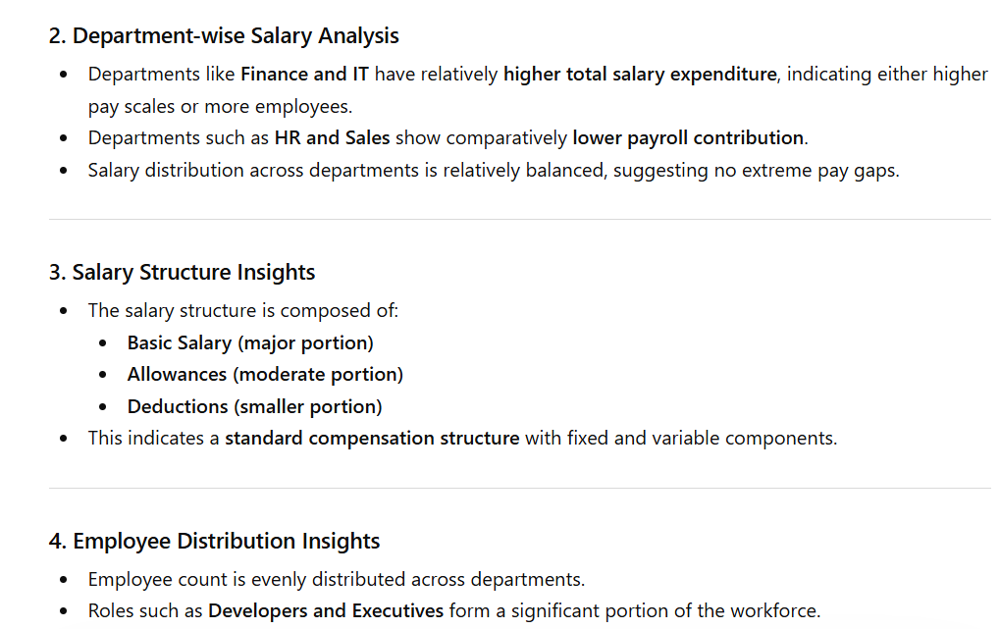 2. Department-wise Salary Analysis
• Departments like Finance and IT have relatively higher total salary expenditure, indicating either higher
pay scales or more employees.
• Departments such as HR and Sales show comparatively lower payroll contribution.
• Salary distribution across departments is relatively balanced, suggesting no extreme pay gaps.
3. Salary Structure Insights
• The salary structure is composed of:
• Basic Salary (major portion)
• Allowances (moderate portion)
• Deductions (smaller portion)
• This indicates a standard compensation structure with fixed and variable components.
4. Employee Distribution Insights
• Employee count is evenly distributed across departments.
• Roles such as Developers and Executives form a significant portion of the workforce.